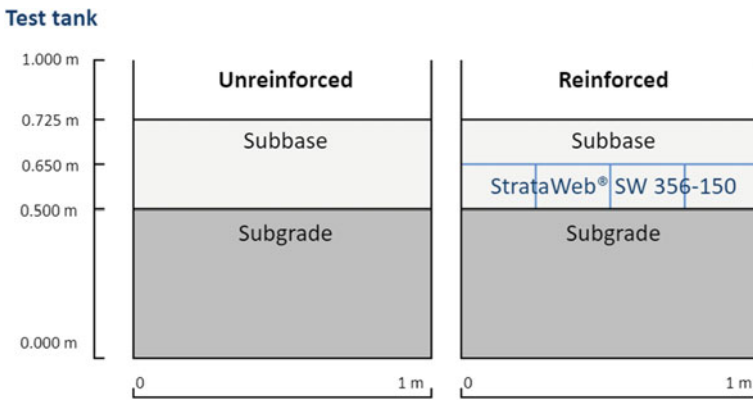 Test tank
1.000 m
0.725 m
0.650 m
0.500 m
0.000 m
Unreinforced
Subbase
Subgrade
0 1 m
Reinforced
Subbase
StrataWeb® SW 356-150
Subgrade
0 1 m